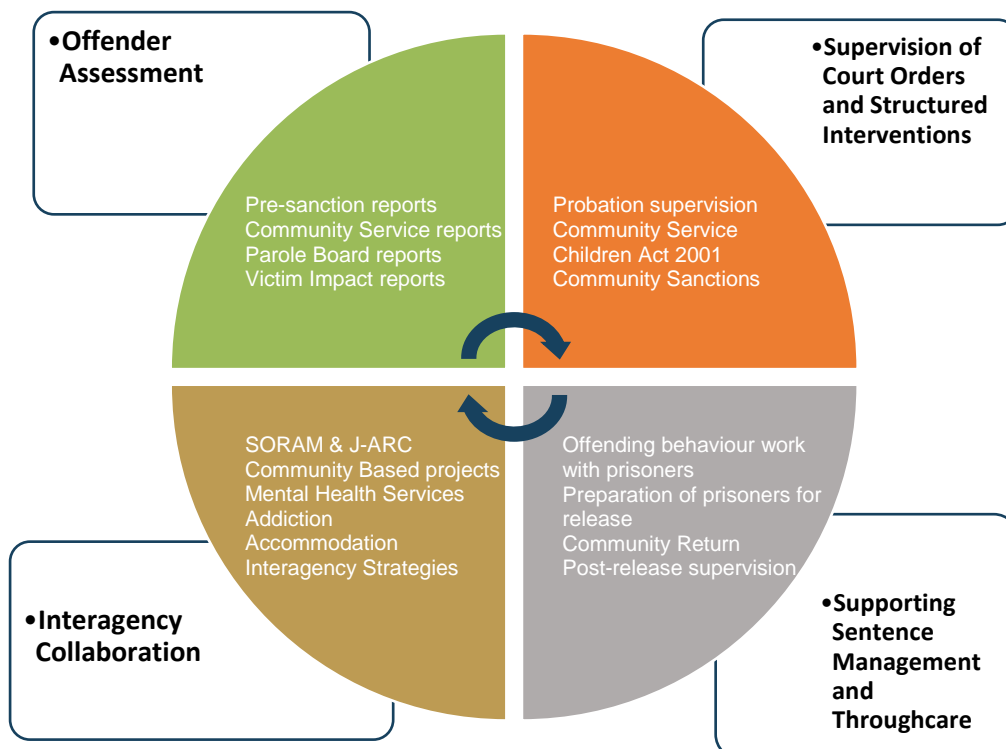 •Offender
Assessment
•Supervision of
Court Orders
and Structured
Interventions
Pre-sanction reports
Community Service reports
Parole Board reports
Victim Impact reports
Probation supervision
Community Service
Children Act 2001
Community Sanctions
SORAM & J-ARC
Community Based projects
Mental Health Services
Addiction
Accommodation
Interagency Strategies
Offending behaviour work
with prisoners
Preparation of prisoners for
release
Community Return
Post-release supervision
•Interagency
Collaboration
•Supporting
Sentence
Management
and
Throughcare